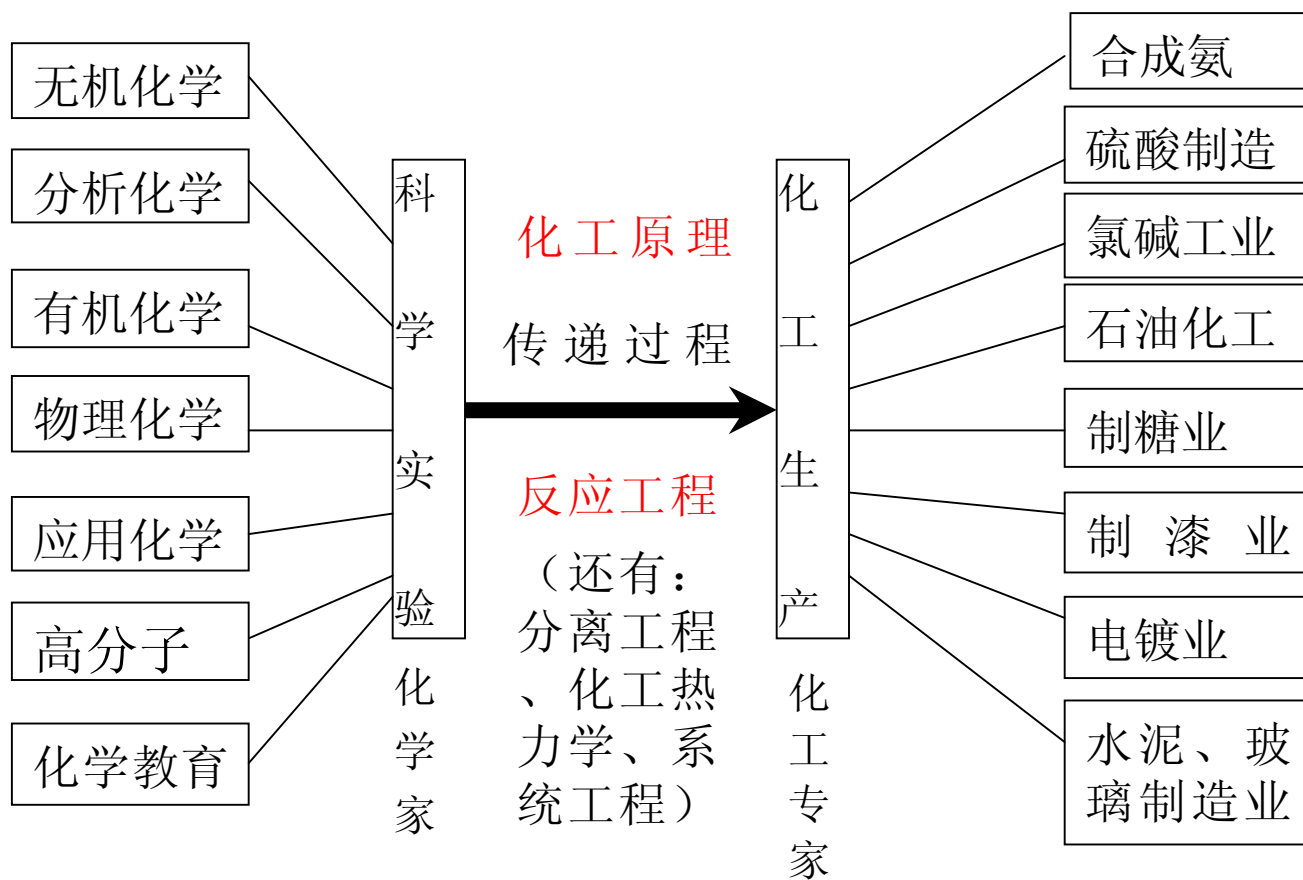 无机化学
分析化学
有机化学
物理化学
应用化学
高分子
化学教育
科学实验
化学家
化工原理
传递过程
反应工程
（还有：
分离工程
、化工热
力学、系
统工程）
化工生产
化工专家
合成氨
硫酸制造
氯碱工业
石油化工
制糖业
制漆业
电镀业
水泥、玻
璃制造业